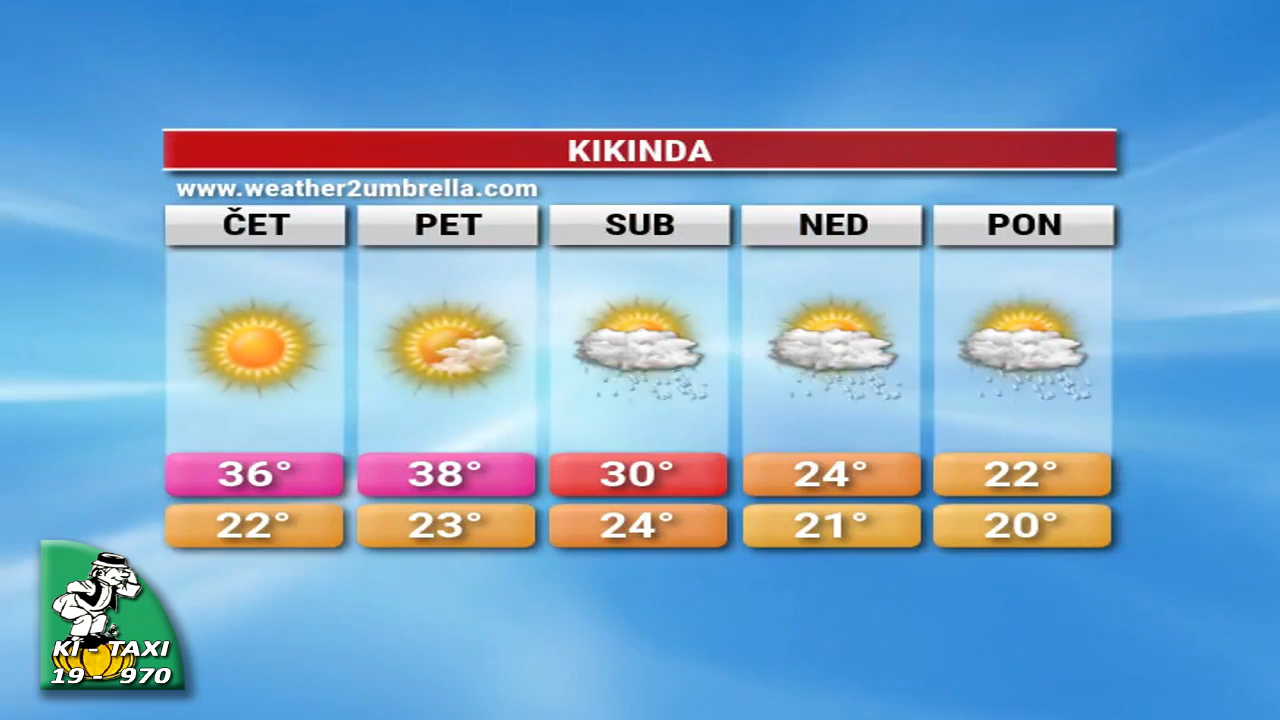 KIKINDA
www.weather2umbrella.com
ČET PET SUB NED PON
36° 38° 30° 24° 22°
22° 23° 24° 21° 20°
KI - TAXI
19 - 970